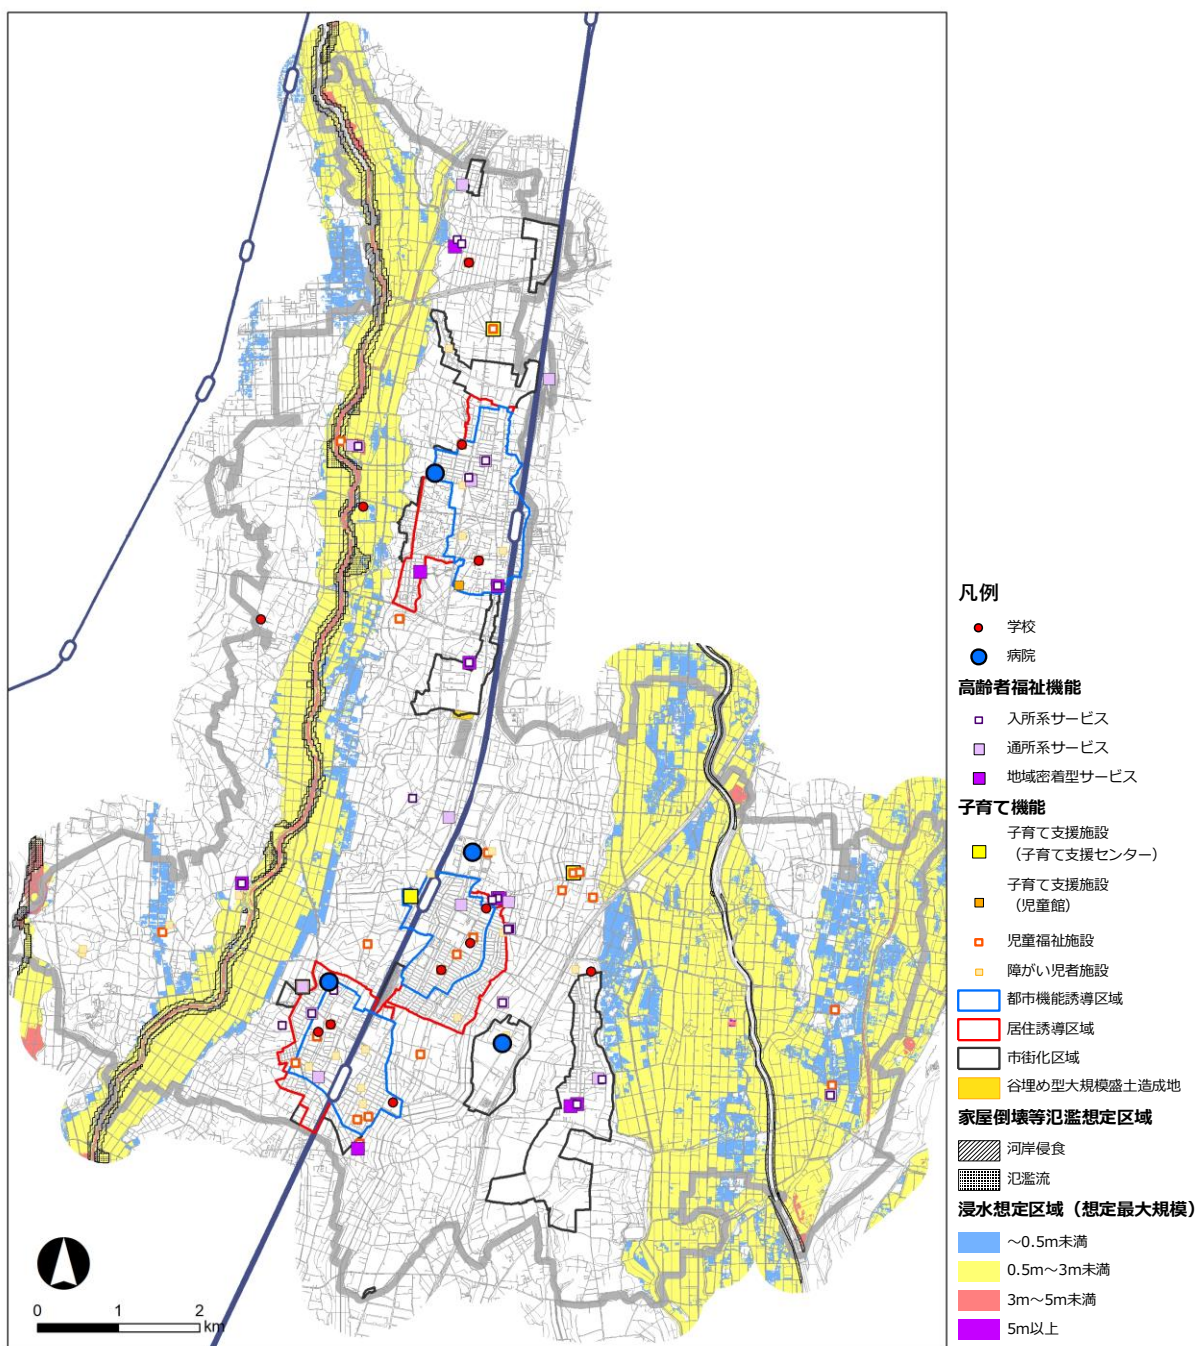 凡例
学校
病院
高齢者福祉機能
入所系サービス
通所系サービス
地域密着型サービス
子育て機能
子育て支援施設
（子育て支援センター）
子育て支援施設
（児童館）
児童福祉施設
障がい児者施設
都市機能誘導区域
居住誘導区域
市街化区域
谷埋め型大規模盛土造成地
家屋倒壊等氾濫想定区域
河岸侵食
氾濫流
浸水想定区域（想定最大規模）
～0.5m未満
0.5m～3m未満
3m～5m未満
5m以上
0 1 2
km